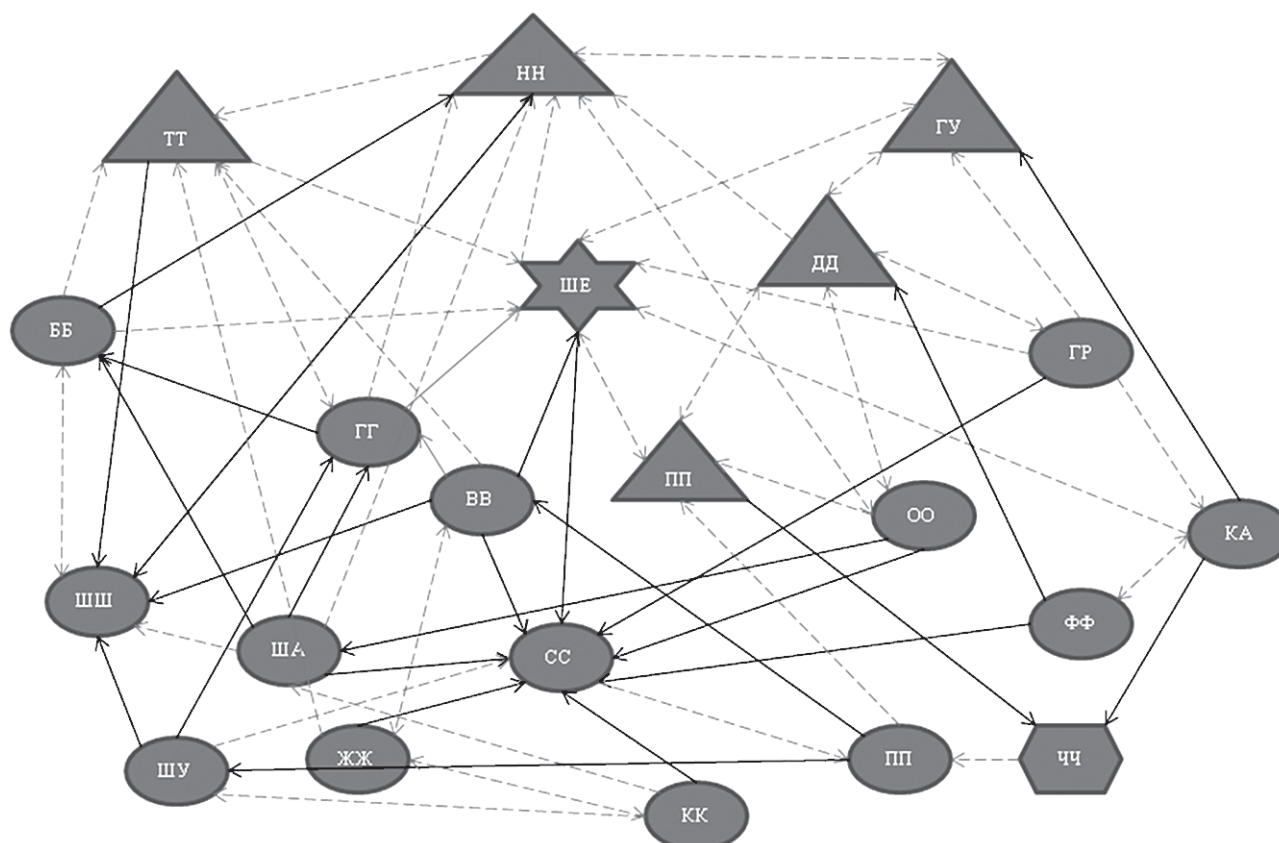 НН
ТТ
ГУ
ДД
ШЕ
ББ
ГР
ГГ
ПП
ВВ
ОО
КА
ШШ
ФФ
ША
СС
ЖЖ
ПП
ЧЧ
ШУ
КК